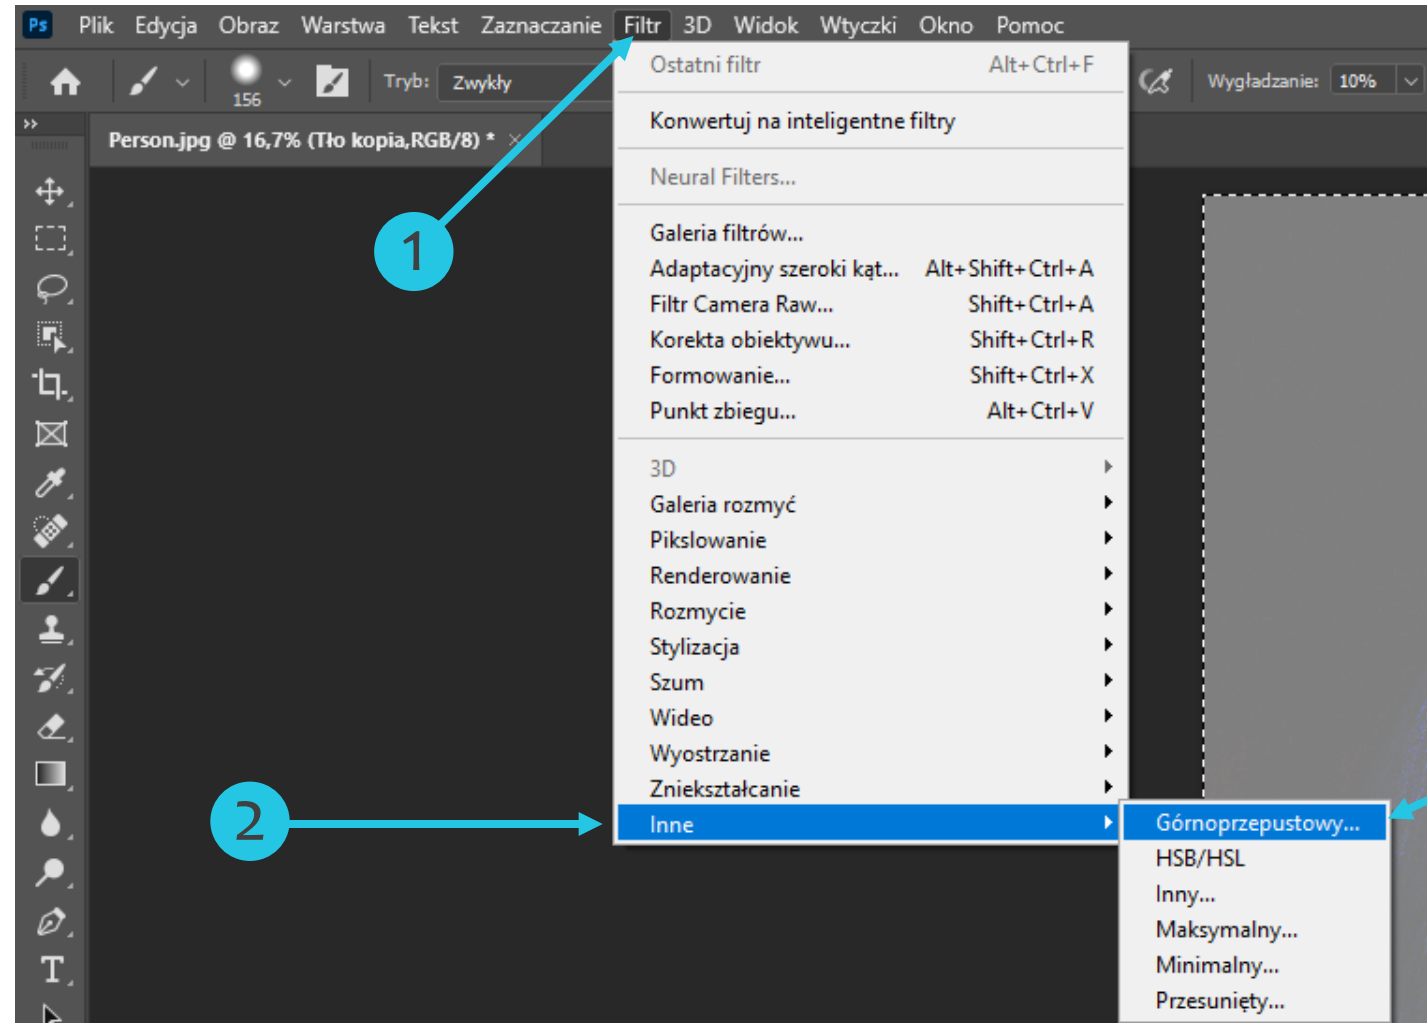 Ps Plik Edycja Obraz Warstwa Tekst Zaznaczanie Filtr 3D Widok Wtyczki Okno Pomoc
156 Tryb: Zwykły Wygładzanie: 10%
Person.jpg @ 16,7% (Tło kopia,RGB/8) * ×
Ostatni filtr Alt+Ctrl+F
Konwertuj na inteligentne filtry
Neural Filters...
1
Galeria filtrów...
Adaptacyjny szeroki kąt... Alt+Shift+Ctrl+A
Filtr Camera Raw... Shift+Ctrl+A
Korekta obiektywu... Shift+Ctrl+R
Formowanie... Shift+Ctrl+X
Punkt zbiegu... Alt+Ctrl+V
3D
Galeria rozmyć
Pikslowanie
Renderowanie
Rozmycie
Stylizacja
Szum
Wideo
Wyostrzanie
Zniekształcanie
2
Inne
Górnoprzepustowy...
HSB/HSL
Inny...
Maksymalny...
Minimalny...
Przesunięty...